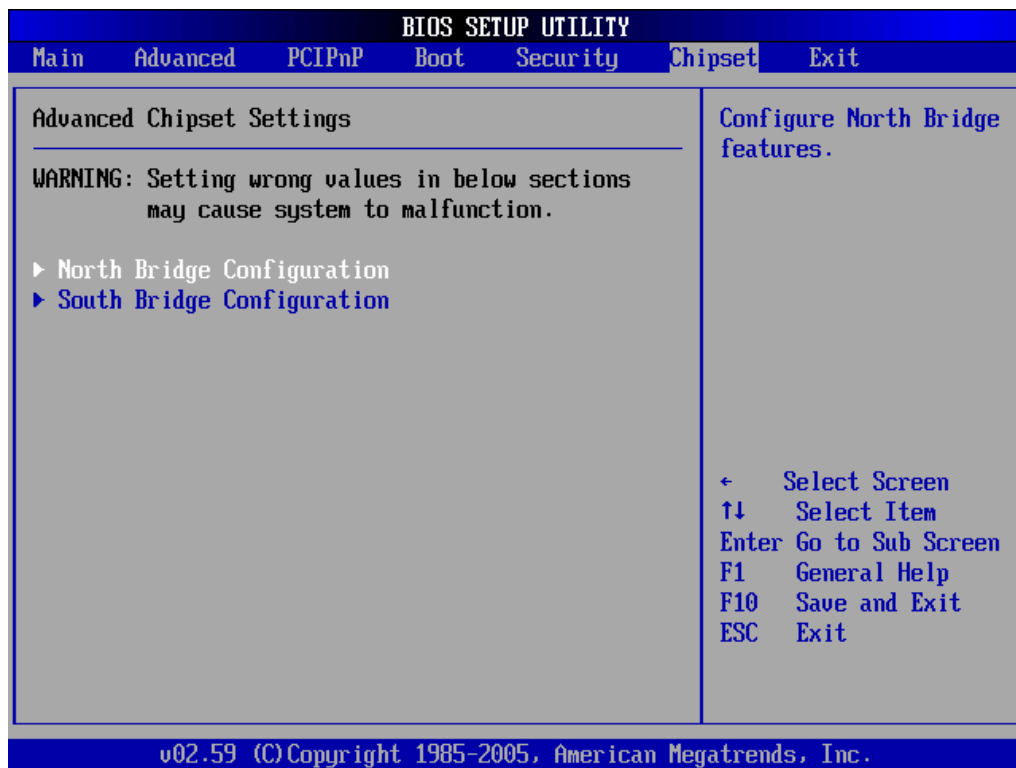 BIOS SETUP UTILITY
Main Advanced PCIPnP Boot Security Chipset Exit
Advanced Chipset Settings
WARNING: Setting wrong values in below sections
may cause system to malfunction.
▶ North Bridge Configuration
▶ South Bridge Configuration
Configure North Bridge
features.
← Select Screen
↑↓ Select Item
Enter Go to Sub Screen
F1 General Help
F10 Save and Exit
ESC Exit
v02.59 (C)Copyright 1985-2005, American Megatrends, Inc.